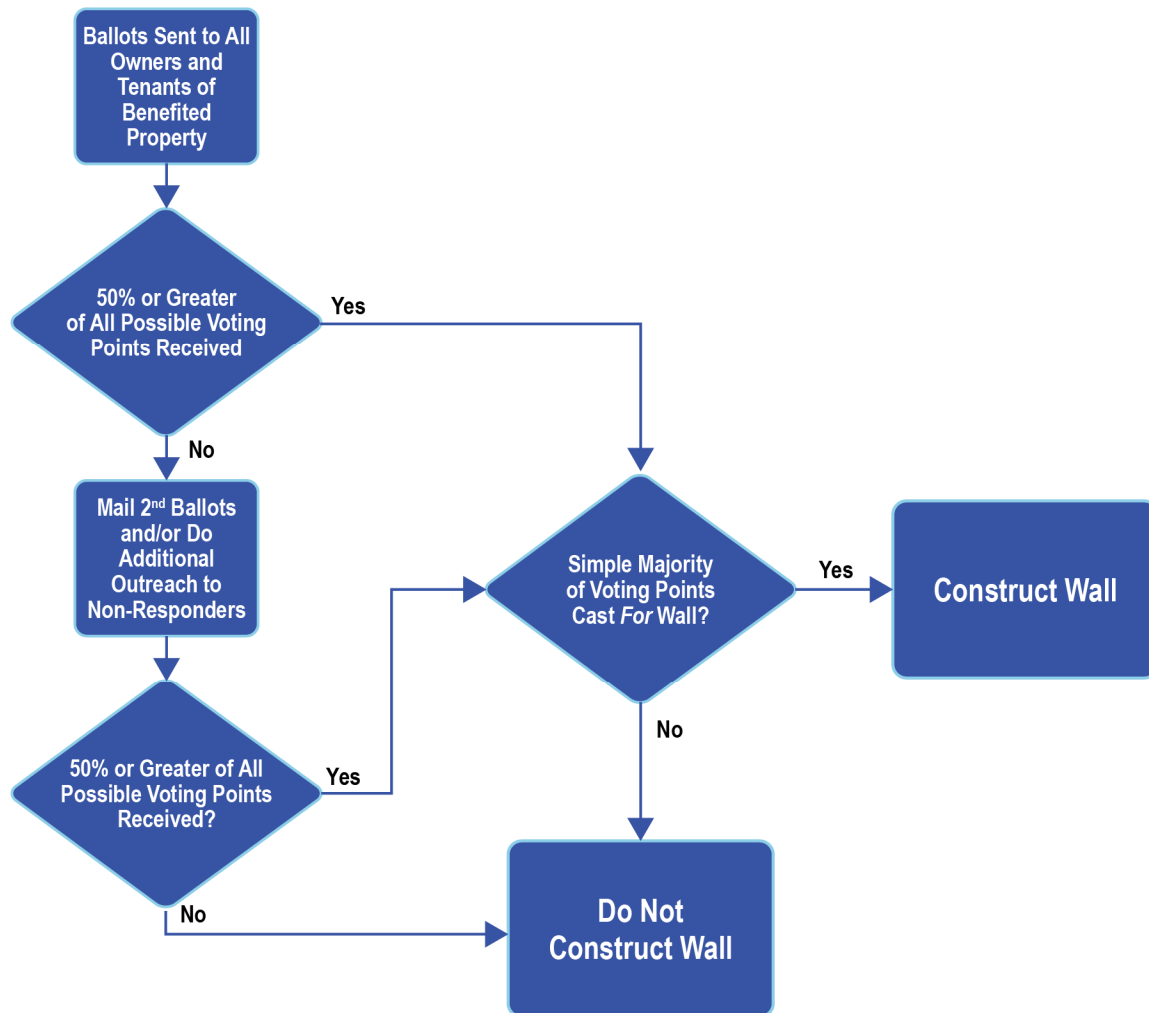 Ballots Sent to All
Owners and
Tenants of
Benefited
Property
50% or Greater
of All Possible Voting
Points Received
Yes
No
Mail 2nd Ballots
and/or Do
Additional
Outreach to
Non-Responders
Simple Majority
of Voting Points
Cast For Wall?
Yes
Construct Wall
No
50% or Greater of All
Possible Voting Points
Received?
Yes
No
Do Not
Construct Wall